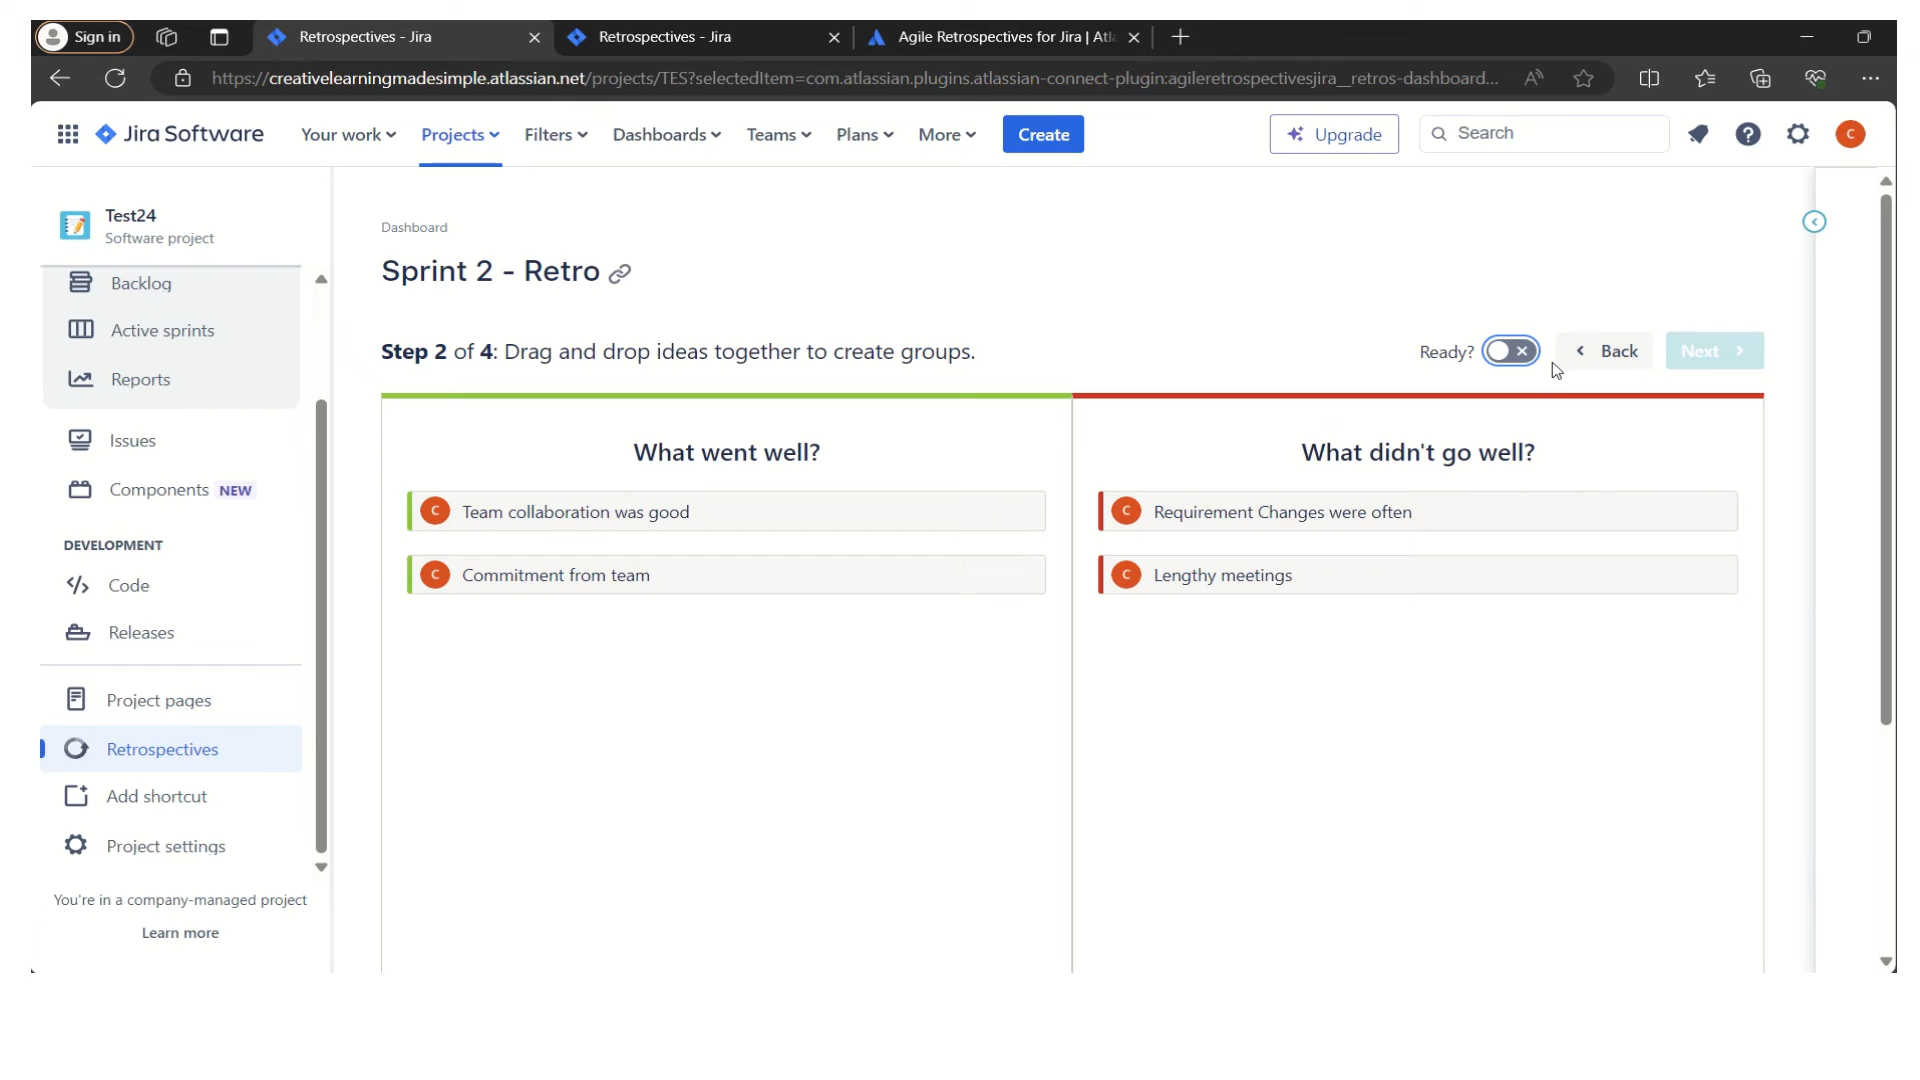 Sign in
Retrospectives - Jira
Retrospectives - Jira
Agile Retrospectives for Jira | Atl
https://creativelearningmadesimple.atlassian.net/projects/TES?selectedItem=com.atlassian.plugins.atlassian-connect-plugin:agileretrospectivesjira__retros-dashboard...
Jira Software
Your work
Projects
Filters
Dashboards
Teams
Plans
More
Create
Upgrade
Search
C
Test24
Software project
Backlog
Active sprints
Reports
Issues
Components NEW
DEVELOPMENT
Code
Releases
Project pages
Retrospectives
Add shortcut
Project settings
You're in a company-managed project
Learn more
Dashboard
Sprint 2 - Retro
Step 2 of 4: Drag and drop ideas together to create groups.
Ready?
Back
Next
What went well?
C Team collaboration was good
C Commitment from team
What didn't go well?
C Requirement Changes were often
C Lengthy meetings